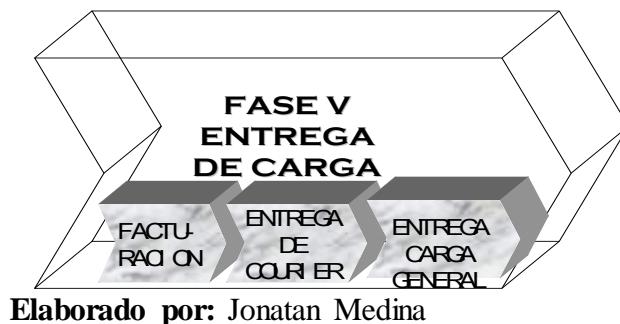 FASE V
ENTREGA
DE CARGA
FACTU-
RACION
ENTREGA
DE
COURIER
ENTREGA
CARGA
GENERAL
Elaborado por: Jonatan Medina